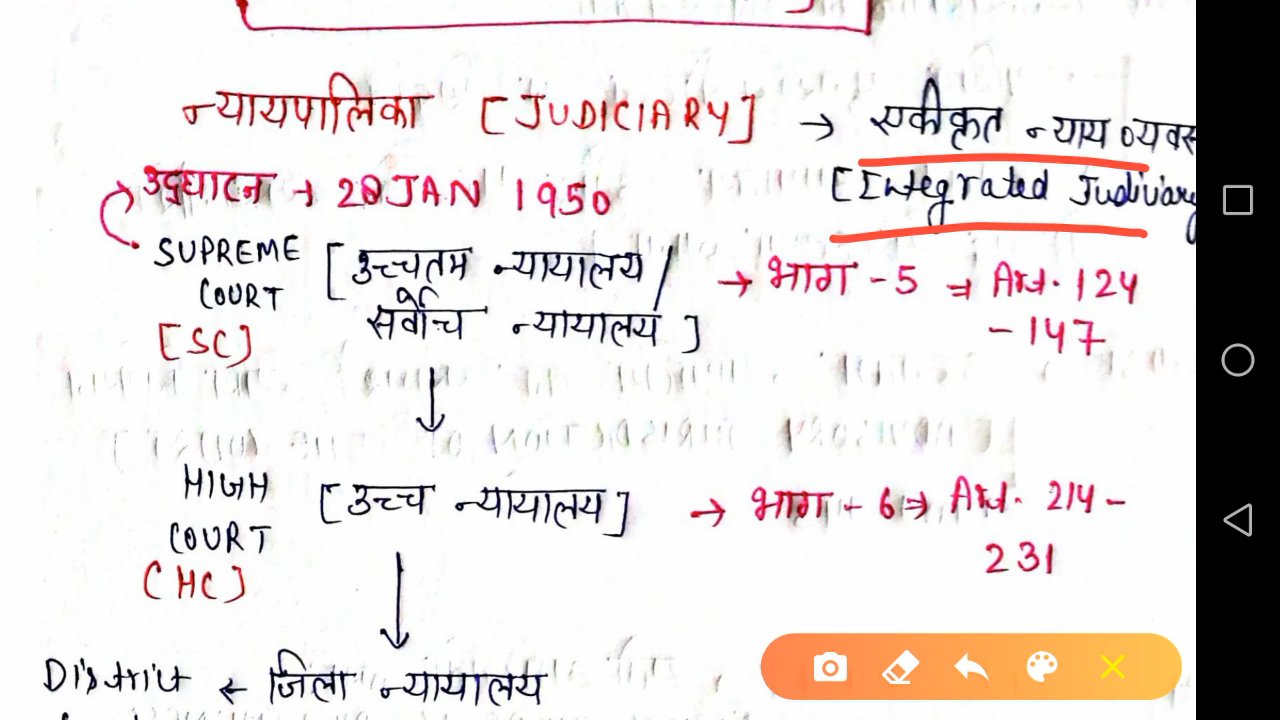 न्यायपालिका [JUDICIARY] → एकीकृत न्याय व्यवस
[Integrated Judiciary
उद्घाटन → 28 JAN 1950
SUPREME COURT [SC] [उच्चतम न्यायालय / सर्वोच न्यायालय] → भाग - 5 ⇒ Art. 124 - 147
HIGH COURT (HC) [उच्च न्यायालय] → भाग - 6 ⇒ Art. 214 - 231
District ← जिला न्यायालय